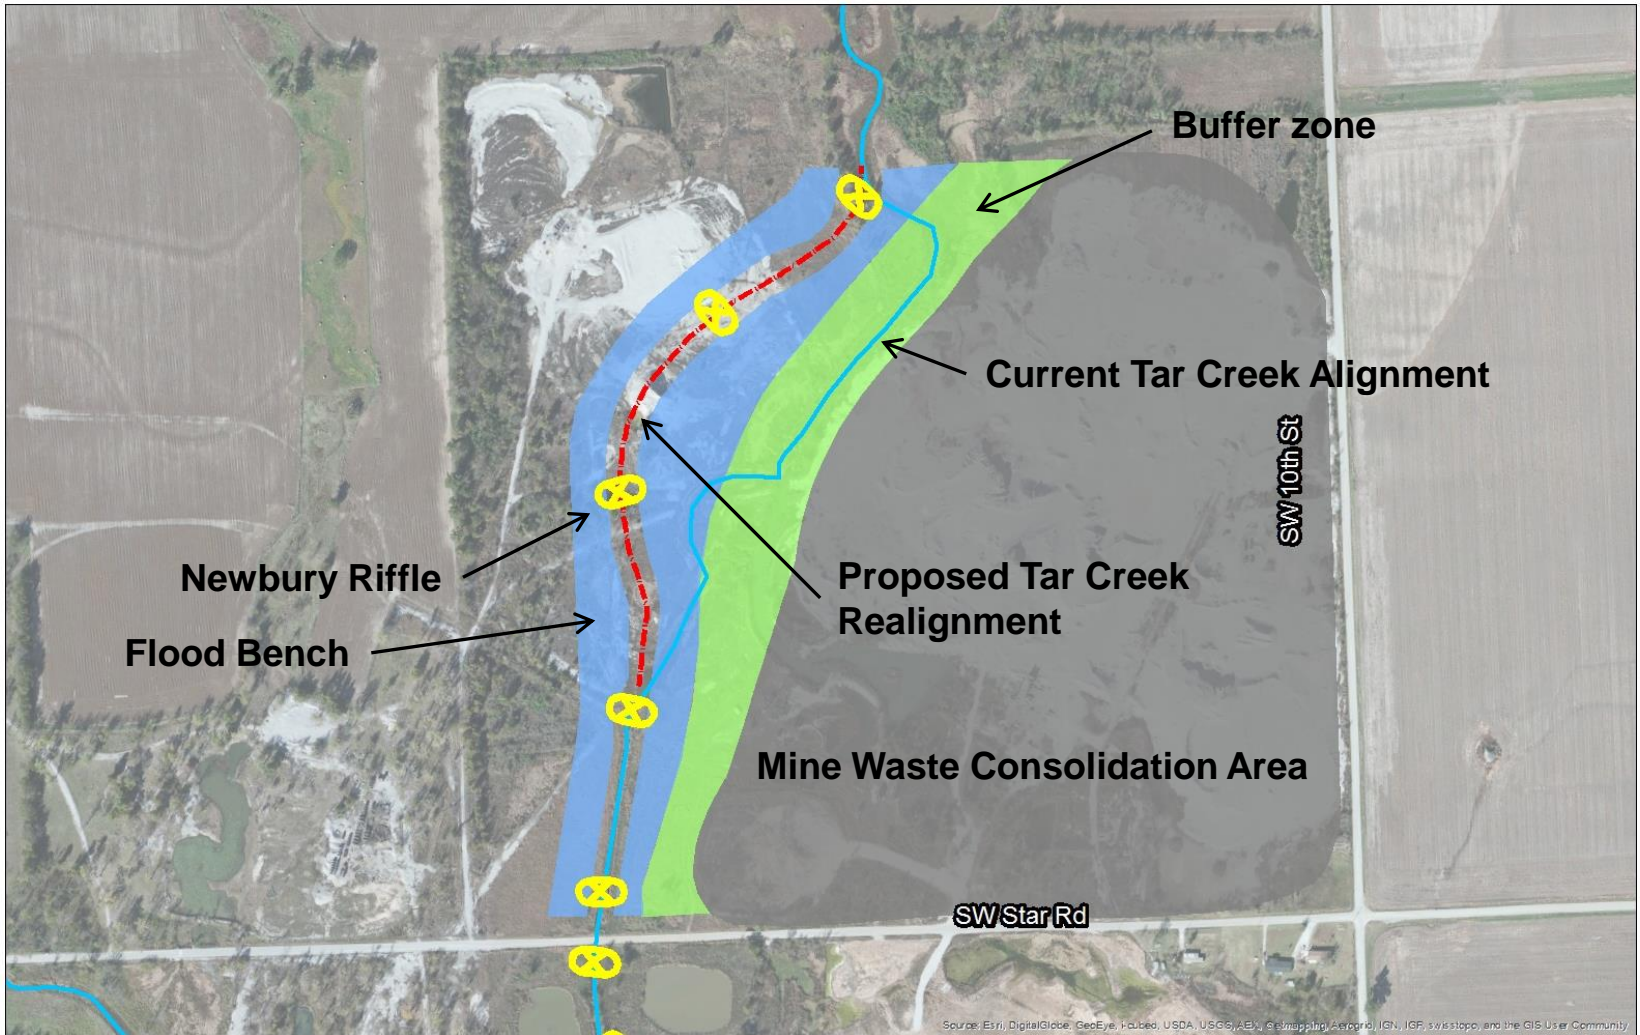 Buffer zone
Current Tar Creek Alignment
SW 10th St
Newbury Riffle
Proposed Tar Creek
Realignment
Flood Bench
Mine Waste Consolidation Area
SW Star Rd
Source: Esri, DigitalGlobe, GeoEye, i-cubed, USDA, USGS, AEX, Getmapping, Aerogrid, IGN, IGP, swisstopo, and the GIS User Community